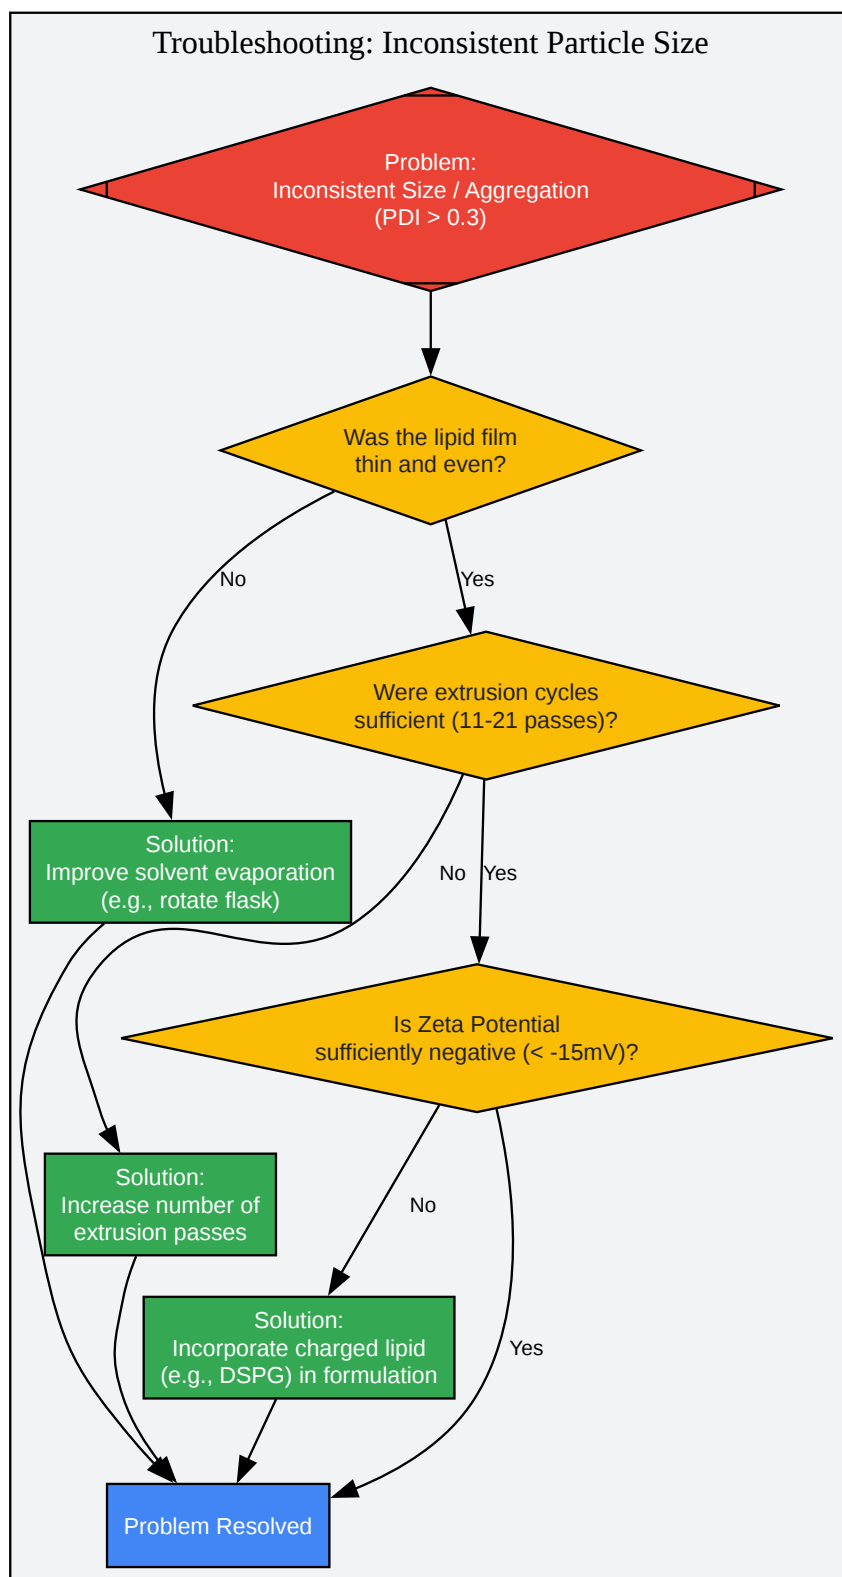 Troubleshooting: Inconsistent Particle Size
Problem:
Inconsistent Size / Aggregation
(PDI > 0.3)
Was the lipid film
thin and even?
No
Yes
Were extrusion cycles
sufficient (11-21 passes)?
Solution:
Improve solvent evaporation
(e.g., rotate flask)
No
Yes
Is Zeta Potential
sufficiently negative (< -15mV)?
Solution:
Increase number of
extrusion passes
No
Solution:
Incorporate charged lipid
(e.g., DSPG) in formulation
Yes
Problem Resolved